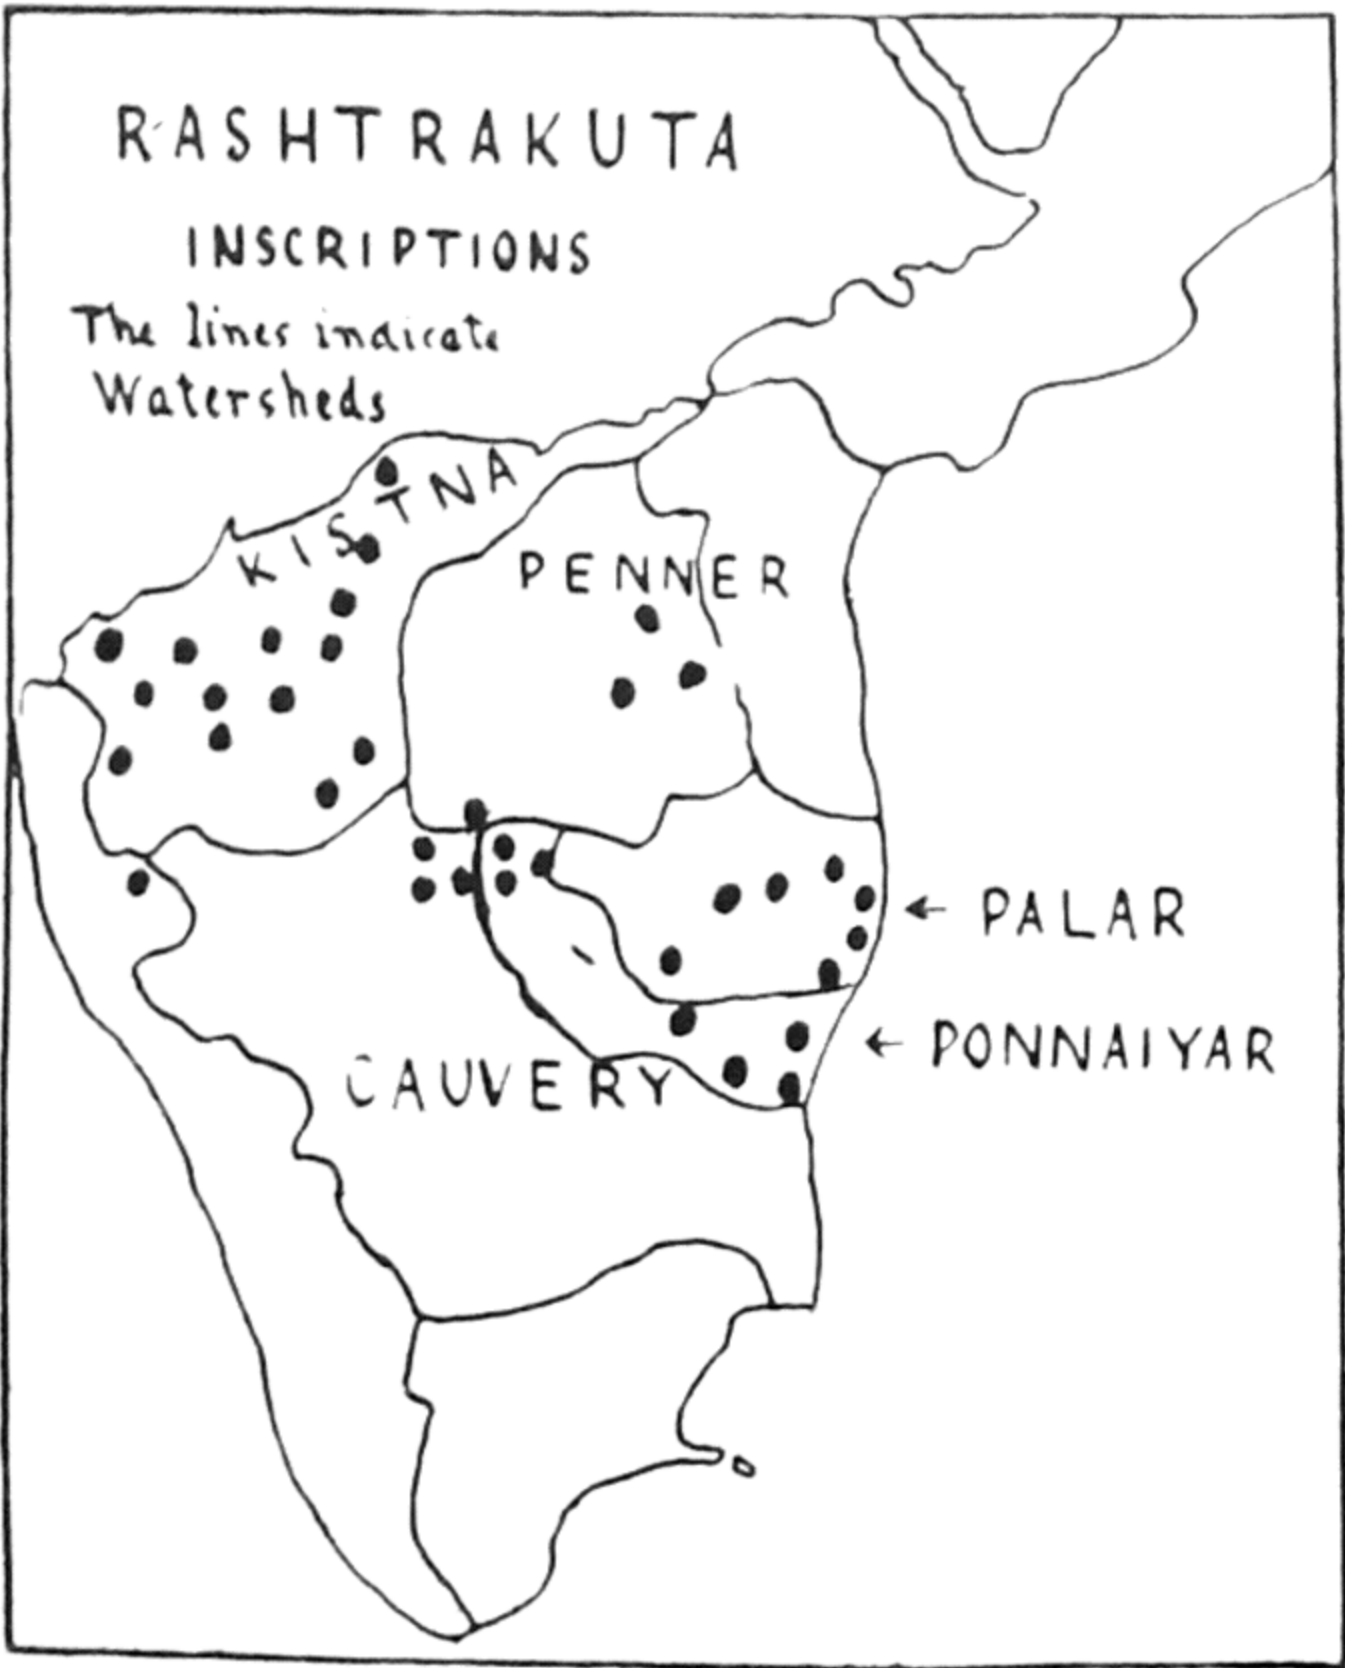 RASHTRAKUTA
INSCRIPTIONS
The lines indicate
Watersheds
KISTNA
PENNER
← PALAR
← PONNAIYAR
CAUVERY